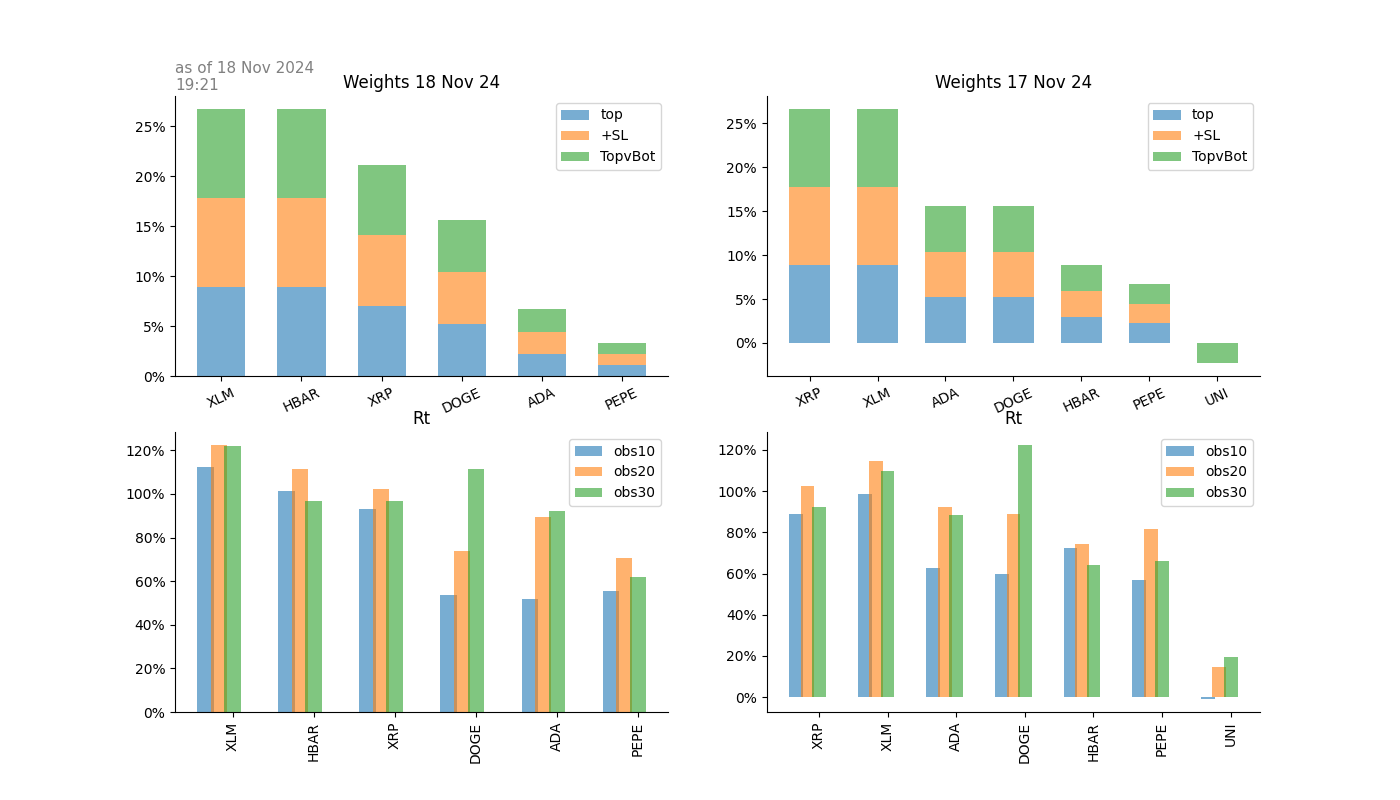 as of 18 Nov 2024
19:21
Weights 18 Nov 24
25%
20%
15%
10%
5%
0%
top
+SL
TopvBot
XLM
HBAR
XRP
DOGE
ADA
PEPE
Weights 17 Nov 24
25%
20%
15%
10%
5%
0%
top
+SL
TopvBot
XRP
XLM
ADA
DOGE
HBAR
PEPE
UNI
Rt
120%
100%
80%
60%
40%
20%
0%
obs10
obs20
obs30
XLM
HBAR
XRP
DOGE
ADA
PEPE
Rt
120%
100%
80%
60%
40%
20%
0%
obs10
obs20
obs30
XRP
XLM
ADA
DOGE
HBAR
PEPE
UNI